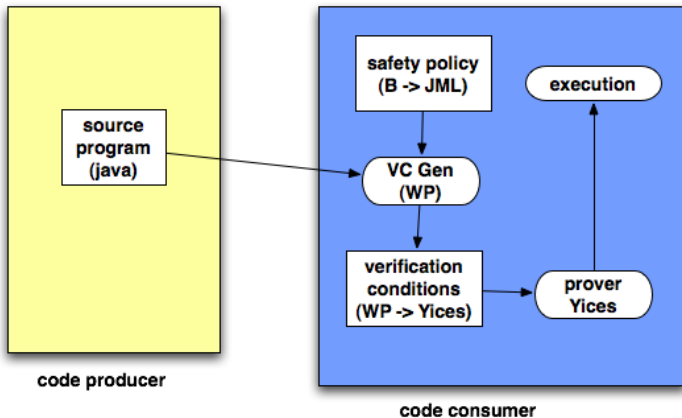 source
program
(java)
code producer
safety policy
(B -> JML)
execution
VC Gen
(WP)
verification
conditions
(WP -> Yices)
prover
Yices
code consumer